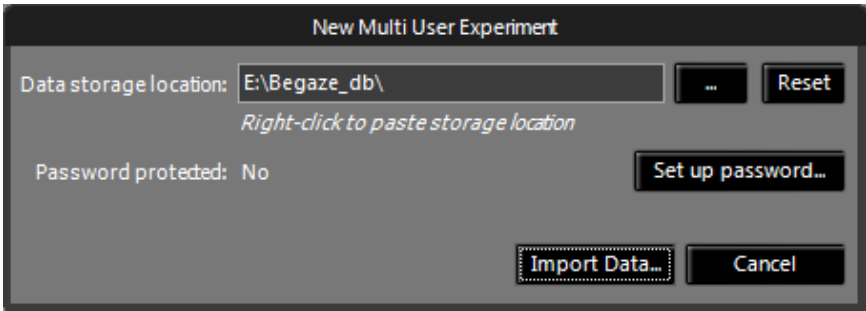 New Multi User Experiment
Data storage location: E:\Begaze_db\ ... Reset
Right-click to paste storage location
Password protected: No Set up password...
Import Data... Cancel